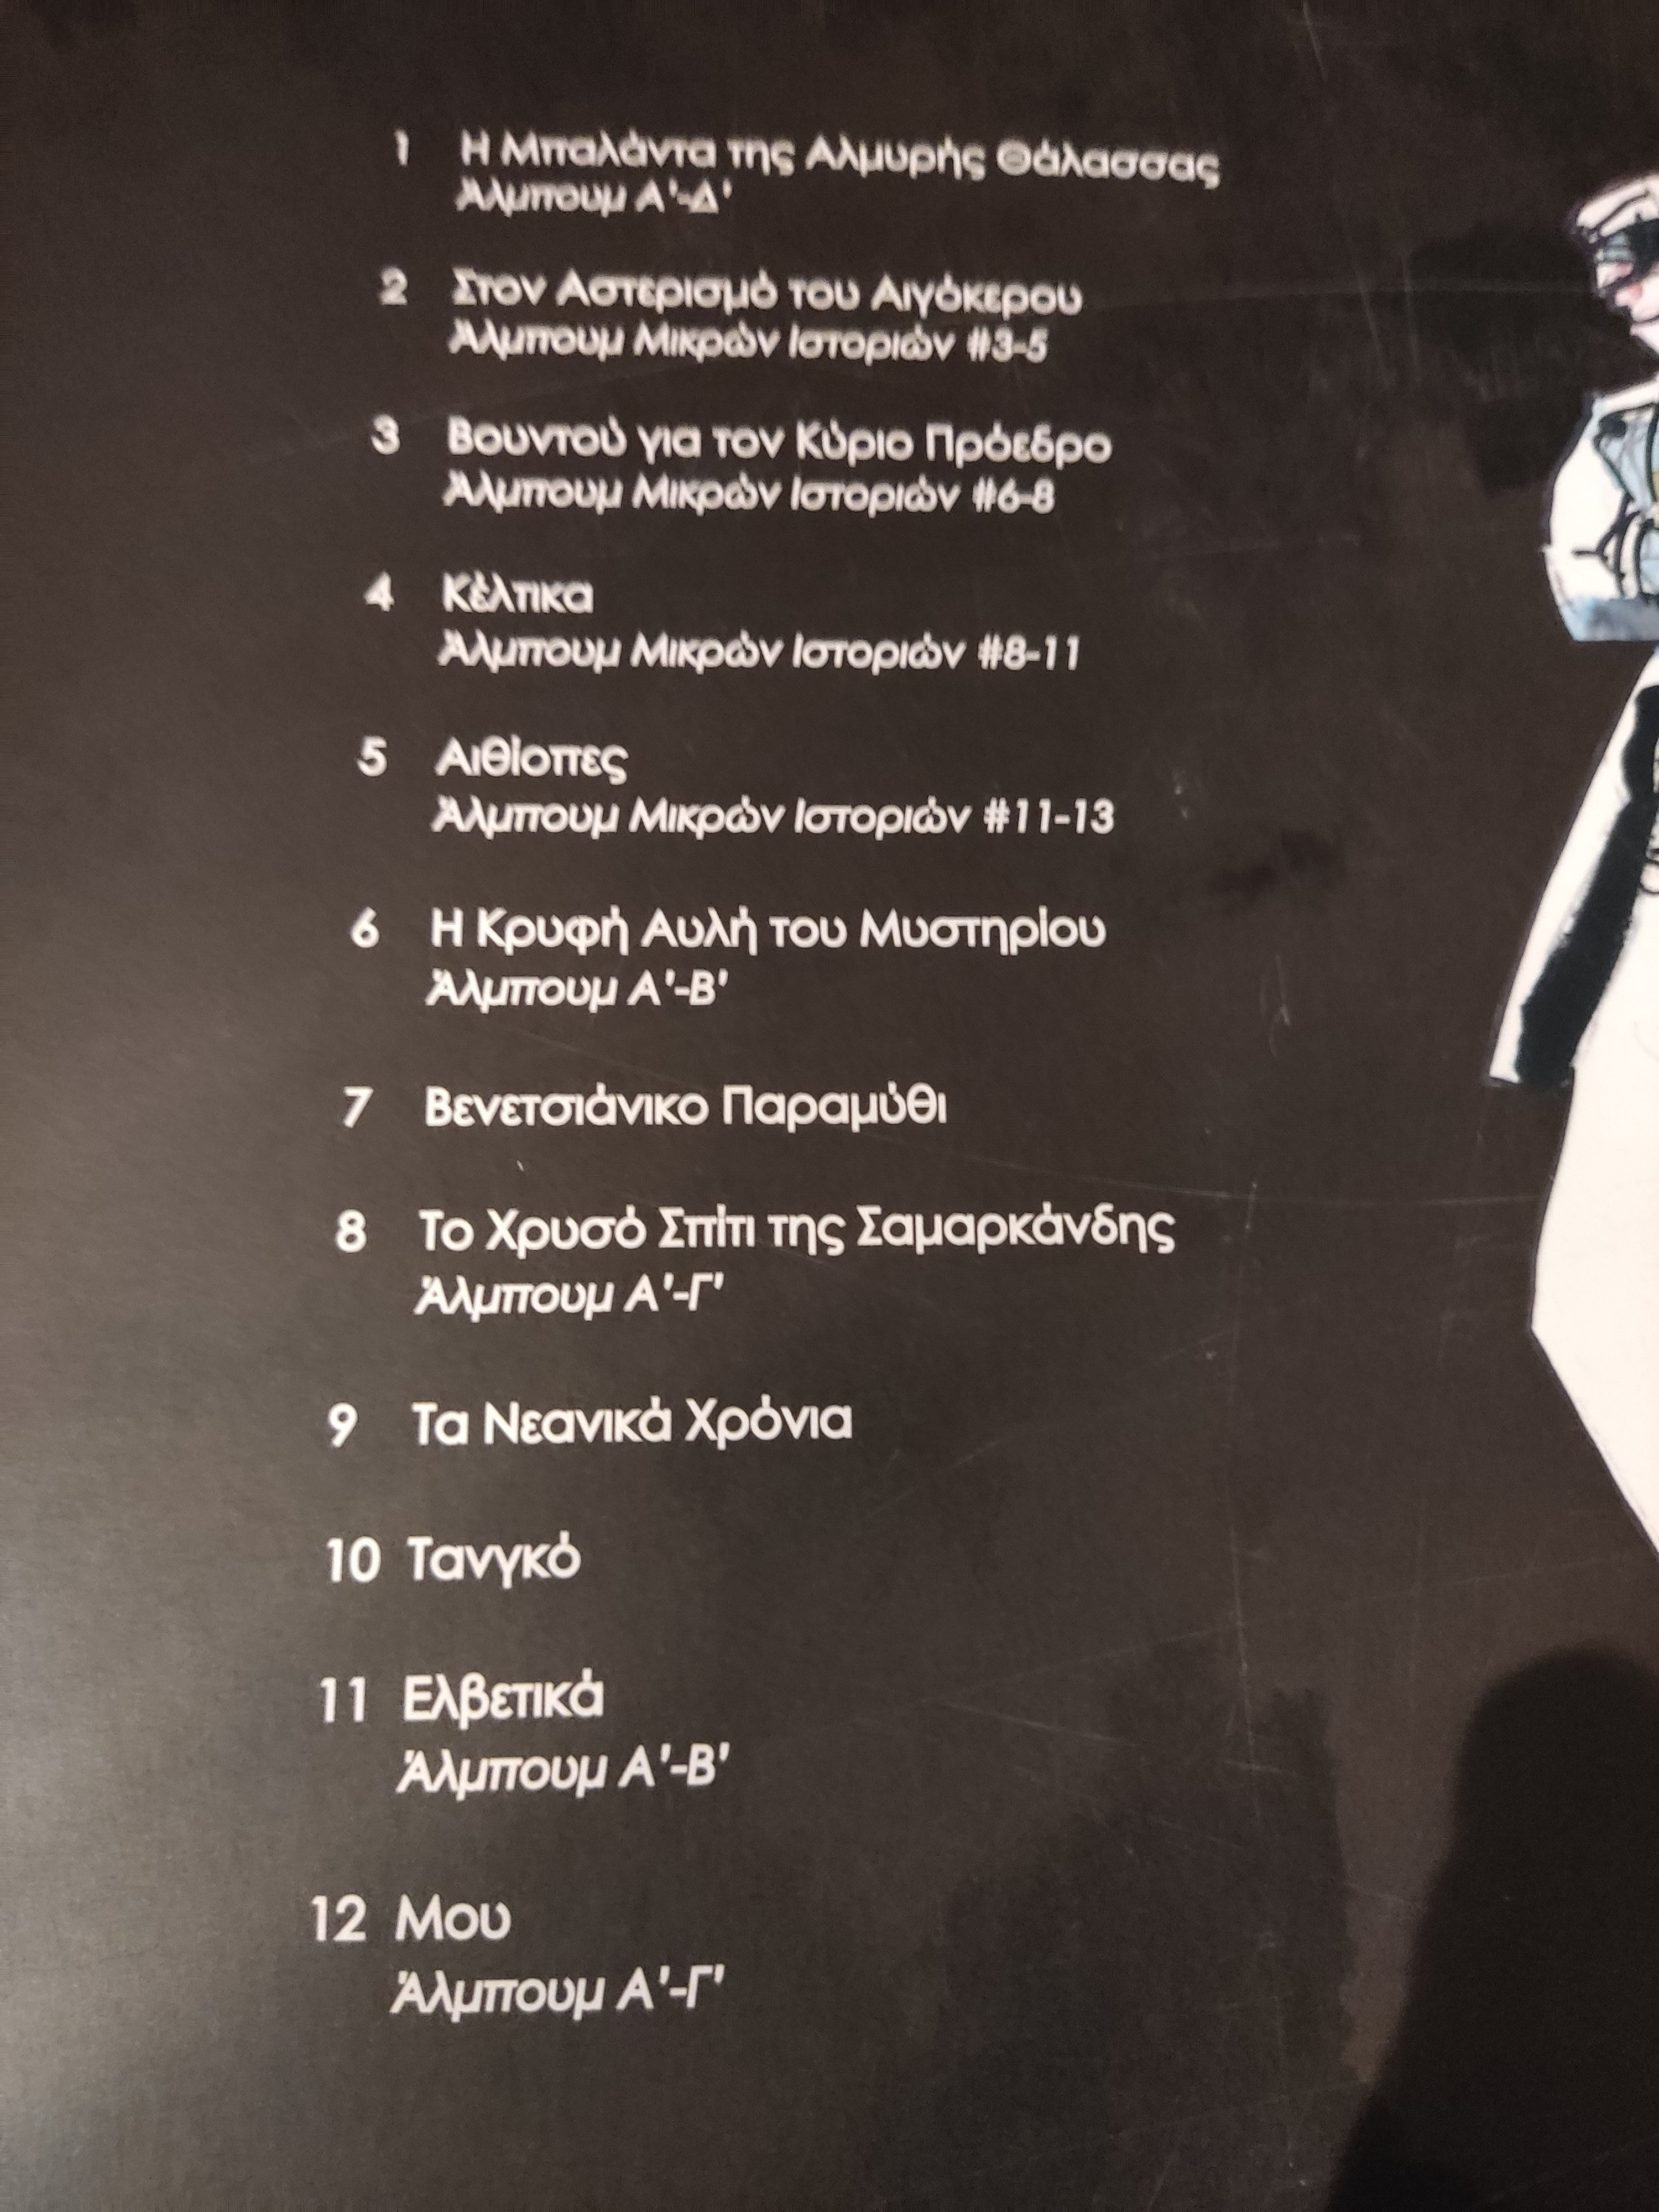 1 Η Μπαλάντα της Αλμυρής Θάλασσας
Άλμπουμ Α'-Δ'
2 Στον Αστερισμό του Αιγόκερου
Άλμπουμ Μικρών Ιστοριών #3-5
3 Βουντού για τον Κύριο Πρόεδρο
Άλμπουμ Μικρών Ιστοριών #6-8
4 Κέλτικα
Άλμπουμ Μικρών Ιστοριών #8-11
5 Αιθίοπες
Άλμπουμ Μικρών Ιστοριών #11-13
6 Η Κρυφή Αυλή του Μυστηρίου
Άλμπουμ Α'-Β'
7 Βενετσιάνικο Παραμύθι
8 Το Χρυσό Σπίτι της Σαμαρκάνδης
Άλμπουμ Α'-Γ'
9 Τα Νεανικά Χρόνια
10 Τανγκό
11 Ελβετικά
Άλμπουμ Α'-Β'
12 Μου
Άλμπουμ Α'-Γ'